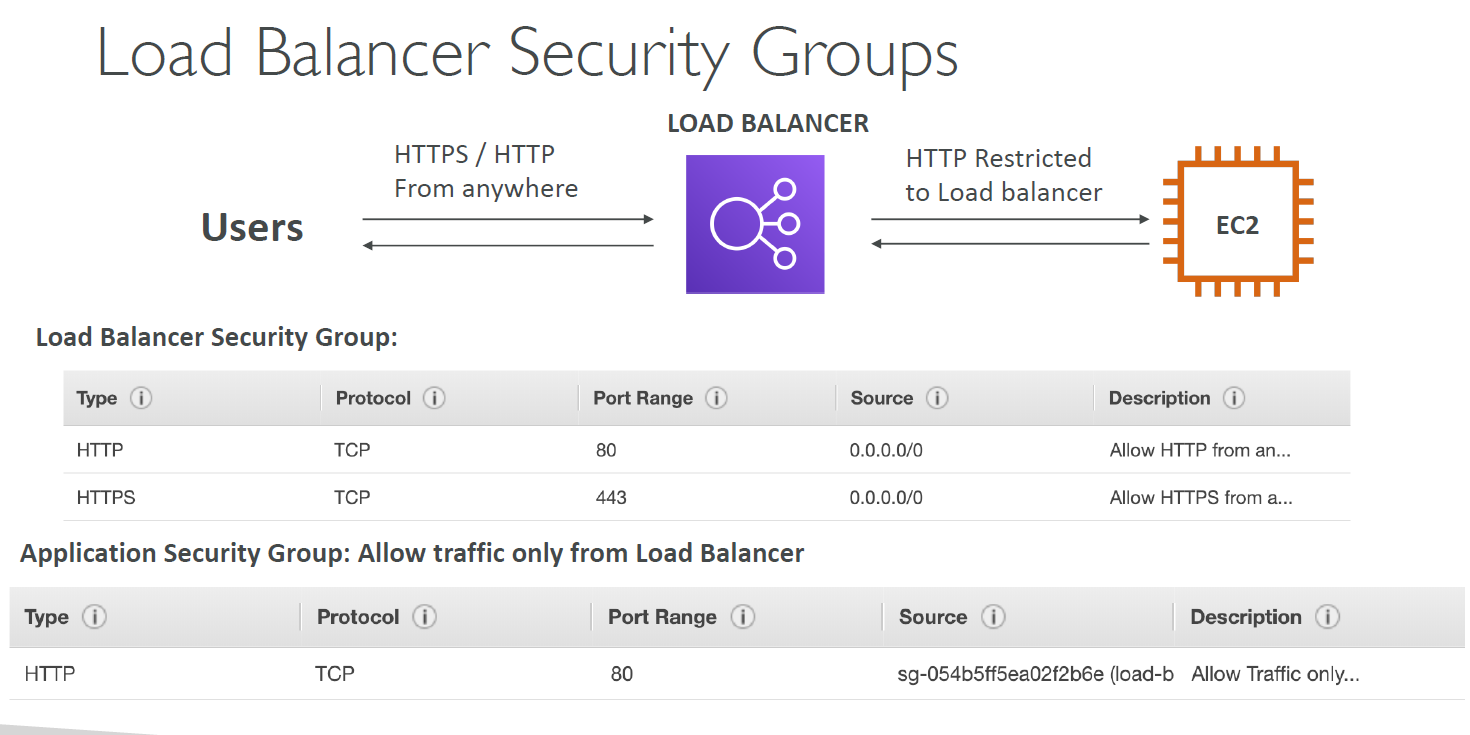 Load Balancer Security Groups
LOAD BALANCER
HTTPS / HTTP
From anywhere
HTTP Restricted
to Load balancer
Users
EC2
Load Balancer Security Group:
Type Protocol Port Range Source Description
HTTP TCP 80 0.0.0.0/0 Allow HTTP from an...
HTTPS TCP 443 0.0.0.0/0 Allow HTTPS from a...
Application Security Group: Allow traffic only from Load Balancer
Type Protocol Port Range Source Description
HTTP TCP 80 sg-054b5ff5ea02f2b6e (load-b Allow Traffic only...